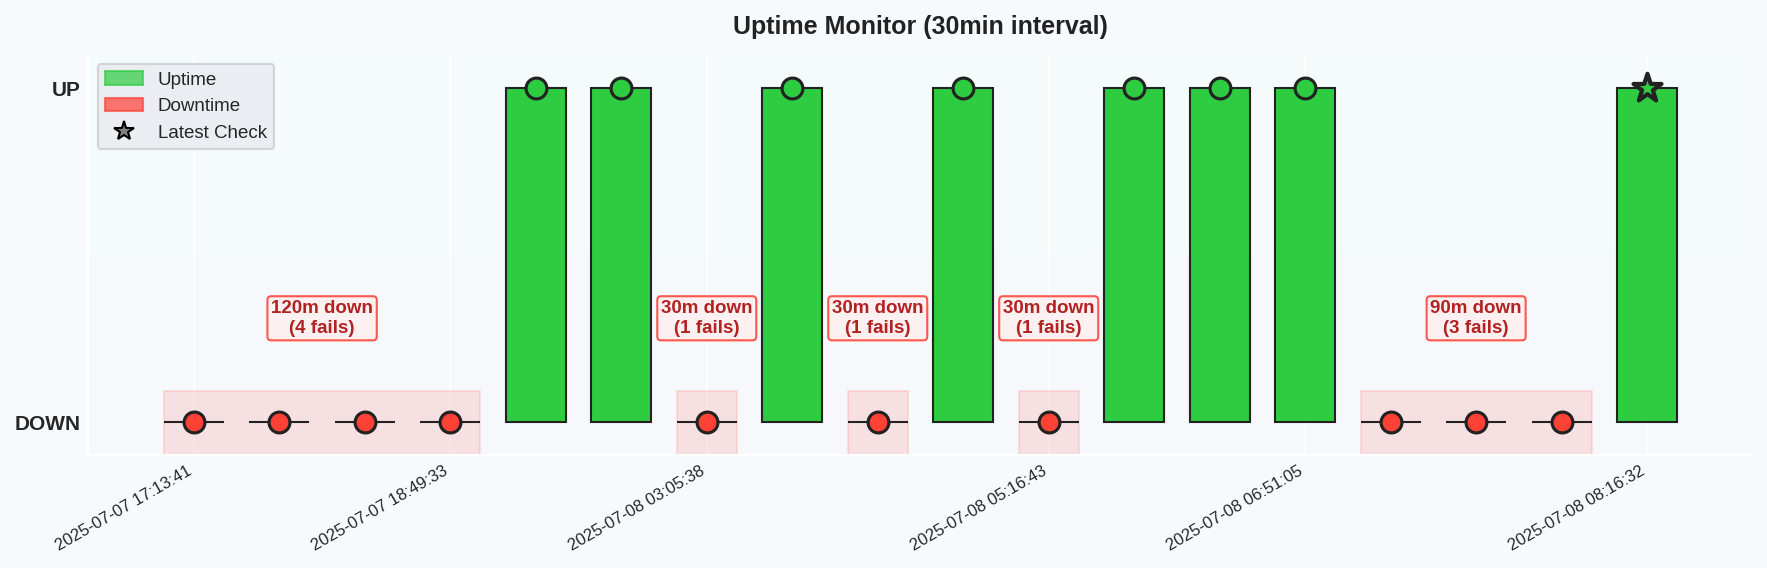 Uptime Monitor (30min interval)
UP
Uptime
Downtime
Latest Check
120m down
(4 fails)
30m down
(1 fails)
30m down
(1 fails)
30m down
(1 fails)
90m down
(3 fails)
DOWN
2025-07-07 17:13:41
2025-07-07 18:49:33
2025-07-08 03:05:38
2025-07-08 05:16:43
2025-07-08 06:51:05
2025-07-08 08:16:32